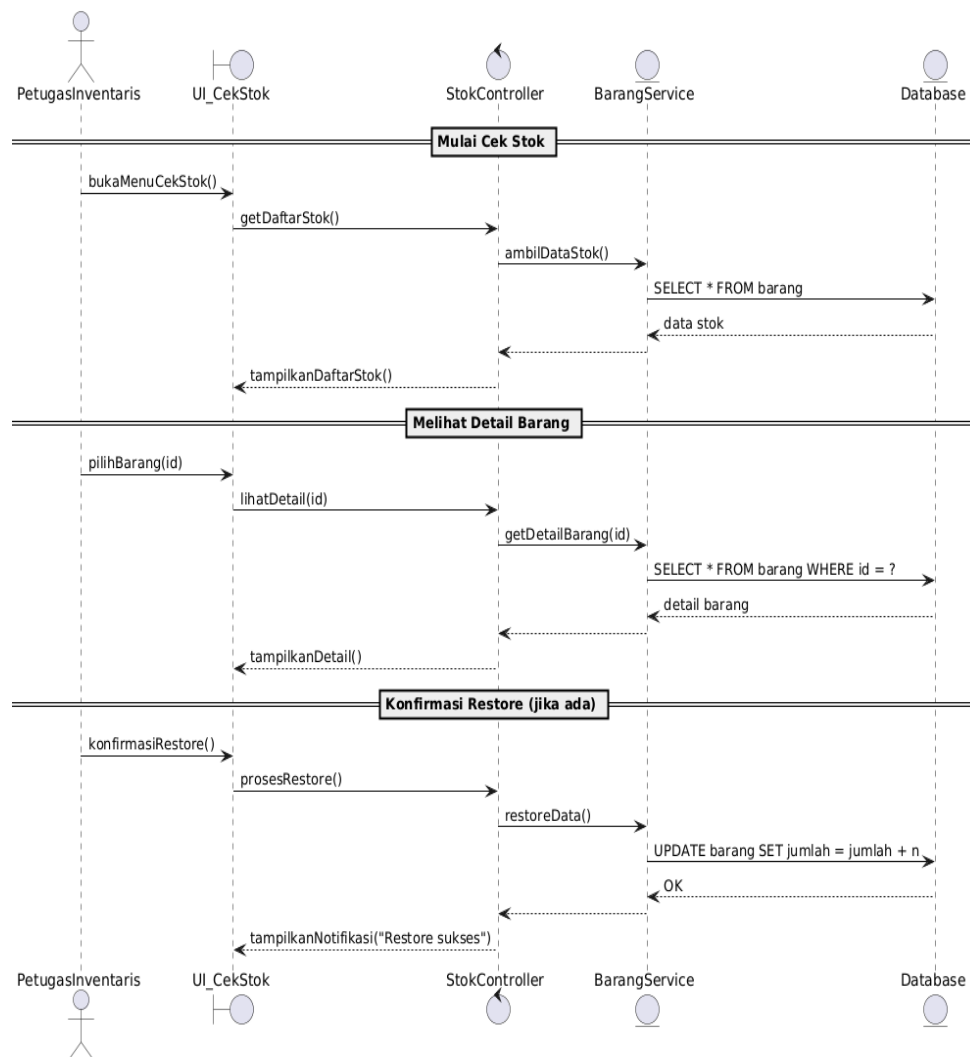 PetugasInventaris UI_CekStok StokController BarangService Database
Mulai Cek Stok
bukaMenuCekStok()
getDaftarStok()
ambilDataStok()
SELECT * FROM barang
data stok
tampilkanDaftarStok()
Melihat Detail Barang
pilihBarang(id)
lihatDetail(id)
getDetailBarang(id)
SELECT * FROM barang WHERE id = ?
detail barang
tampilkanDetail()
Konfirmasi Restore (jika ada)
konfirmasiRestore()
prosesRestore()
restoreData()
UPDATE barang SET jumlah = jumlah + n
OK
tampilkanNotifikasi("Restore sukses")
PetugasInventaris UI_CekStok StokController BarangService Database